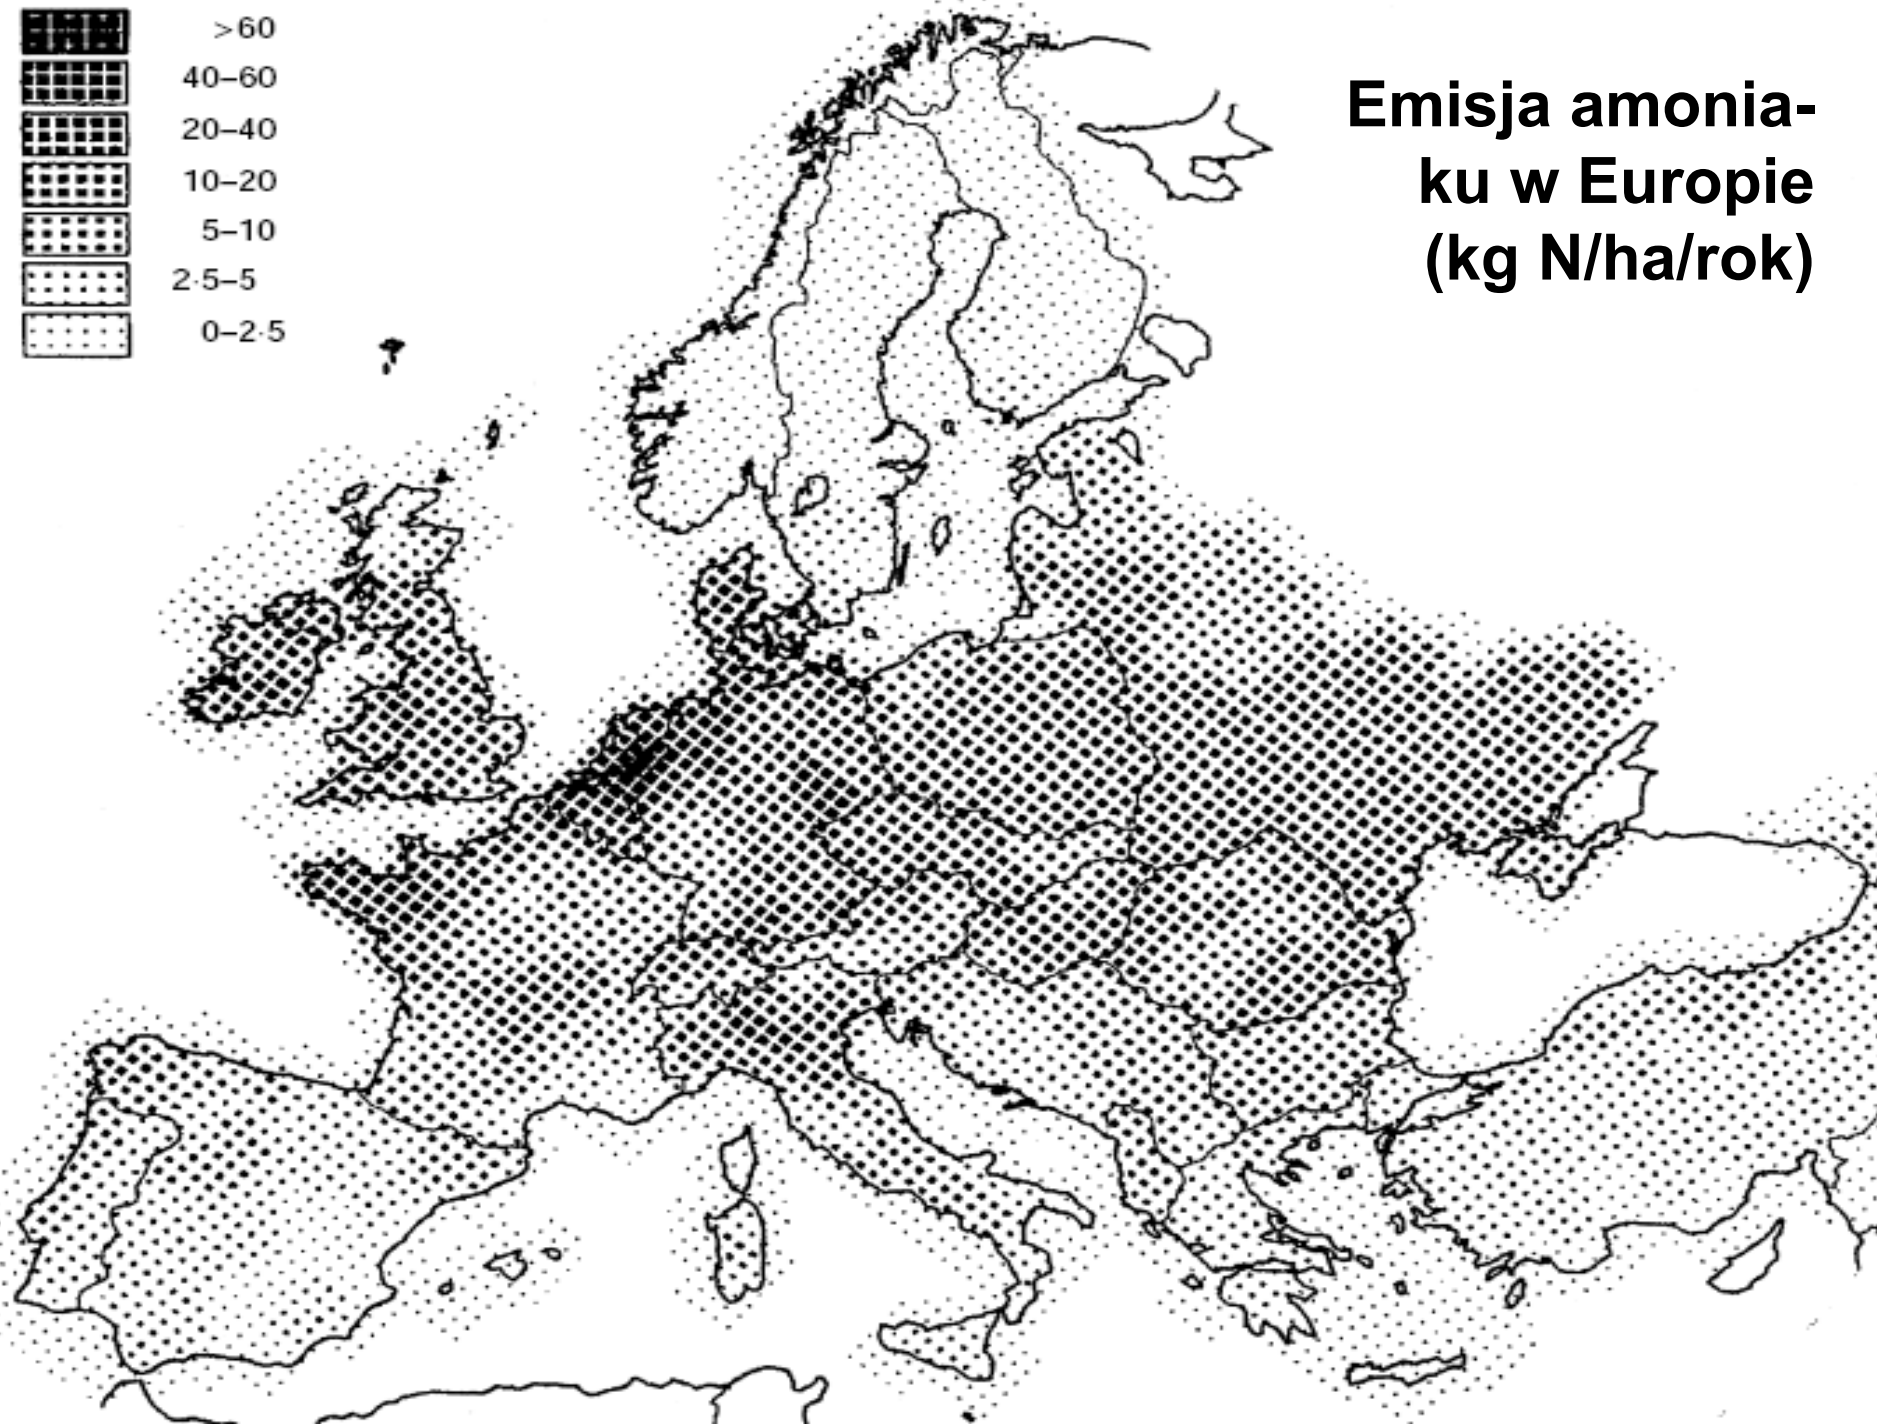 >60
40–60
20–40
10–20
5–10
2·5–5
0–2·5
Emisja amonia-
ku w Europie
(kg N/ha/rok)